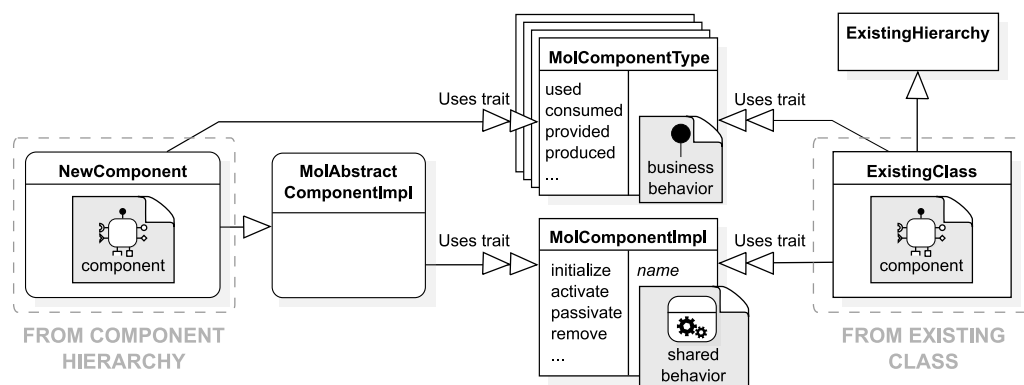 ExistingHierarchy
MolComponentType
used
consumed
provided
produced
...
business
behavior
Uses trait
Uses trait
NewComponent
component
MolAbstract
ComponentImpl
ExistingClass
component
MolComponentImpl
initialize
activate
passivate
remove
...
name
shared
behavior
Uses trait
Uses trait
FROM COMPONENT
HIERARCHY
FROM EXISTING
CLASS